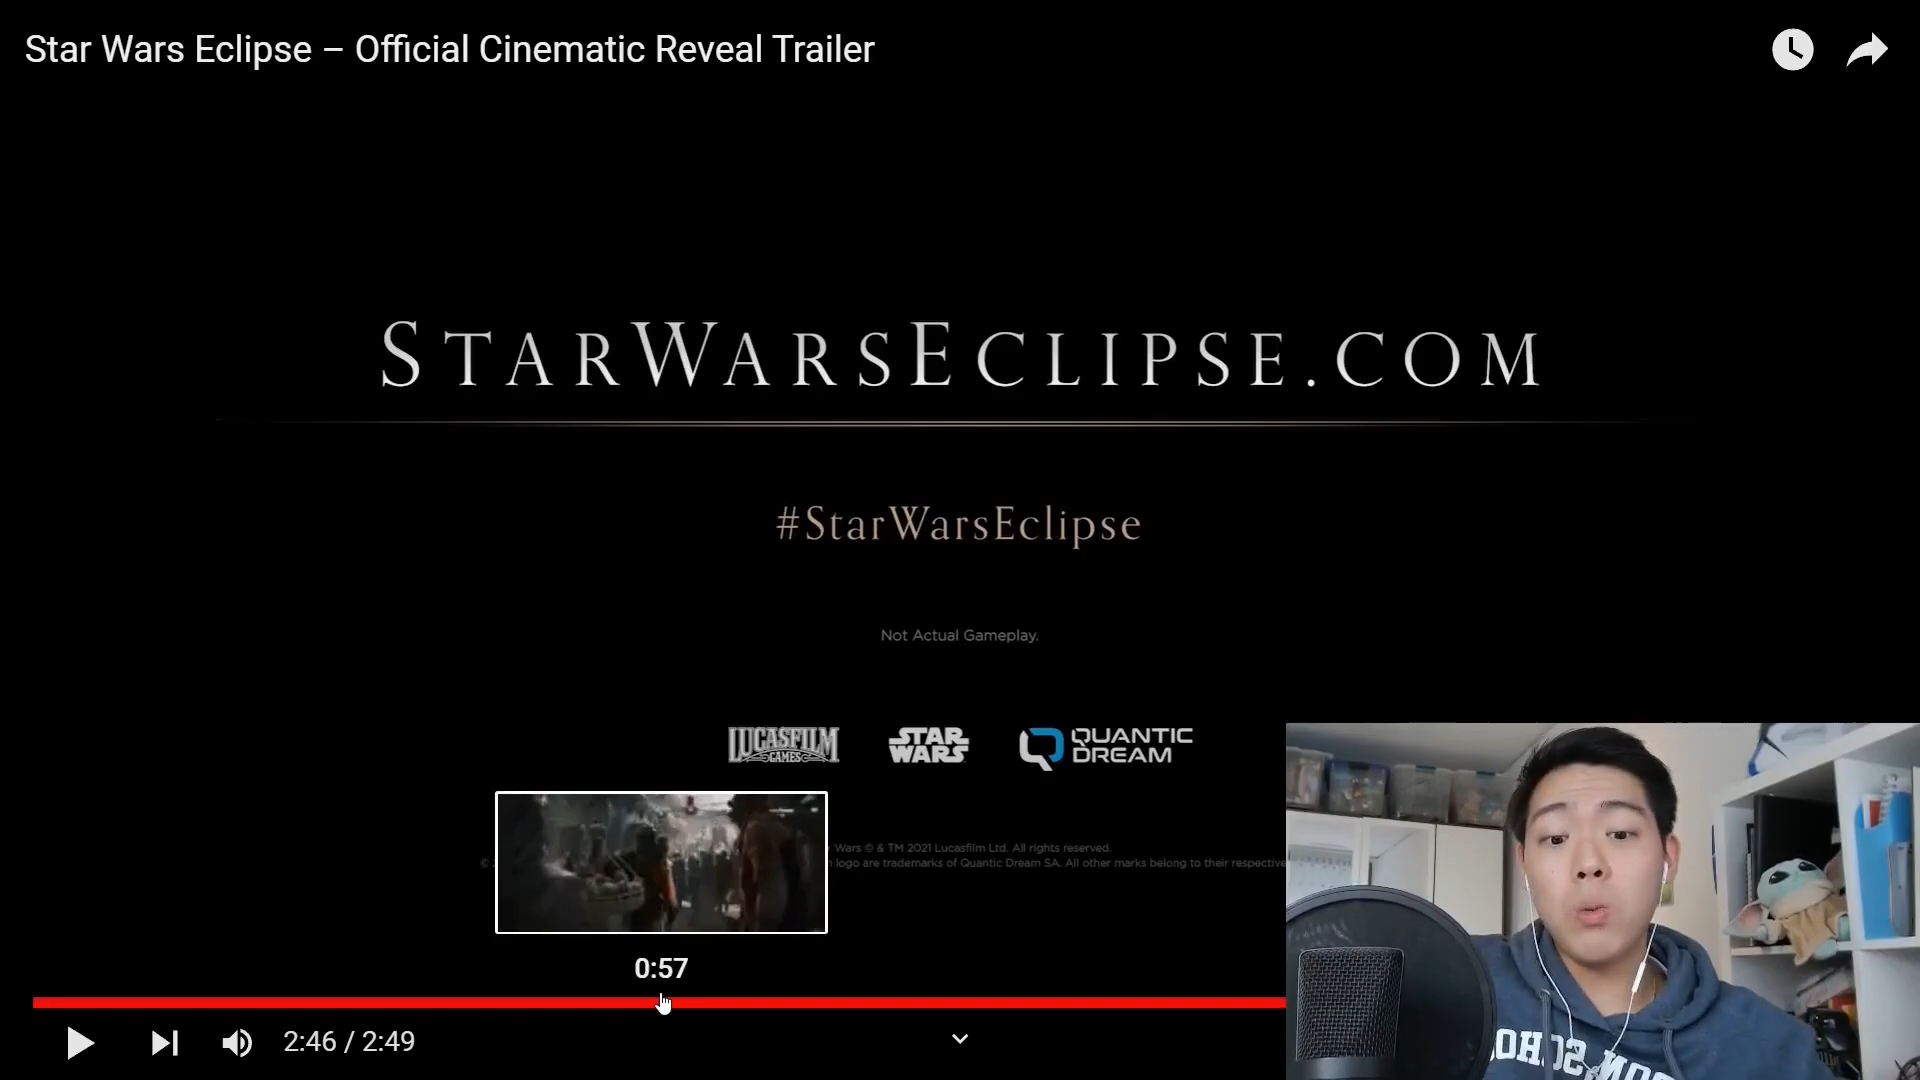 Star Wars Eclipse – Official Cinematic Reveal Trailer
STARWARSECLIPSE.COM
#StarWarsEclipse
Not Actual Gameplay.
LUCASFILM GAMES
STAR WARS
QUANTIC DREAM
Wars © & TM 2021 Lucasfilm Ltd. All rights reserved.
logo are trademarks of Quantic Dream SA. All other marks belong to their respective
0:57
2:46 / 2:49